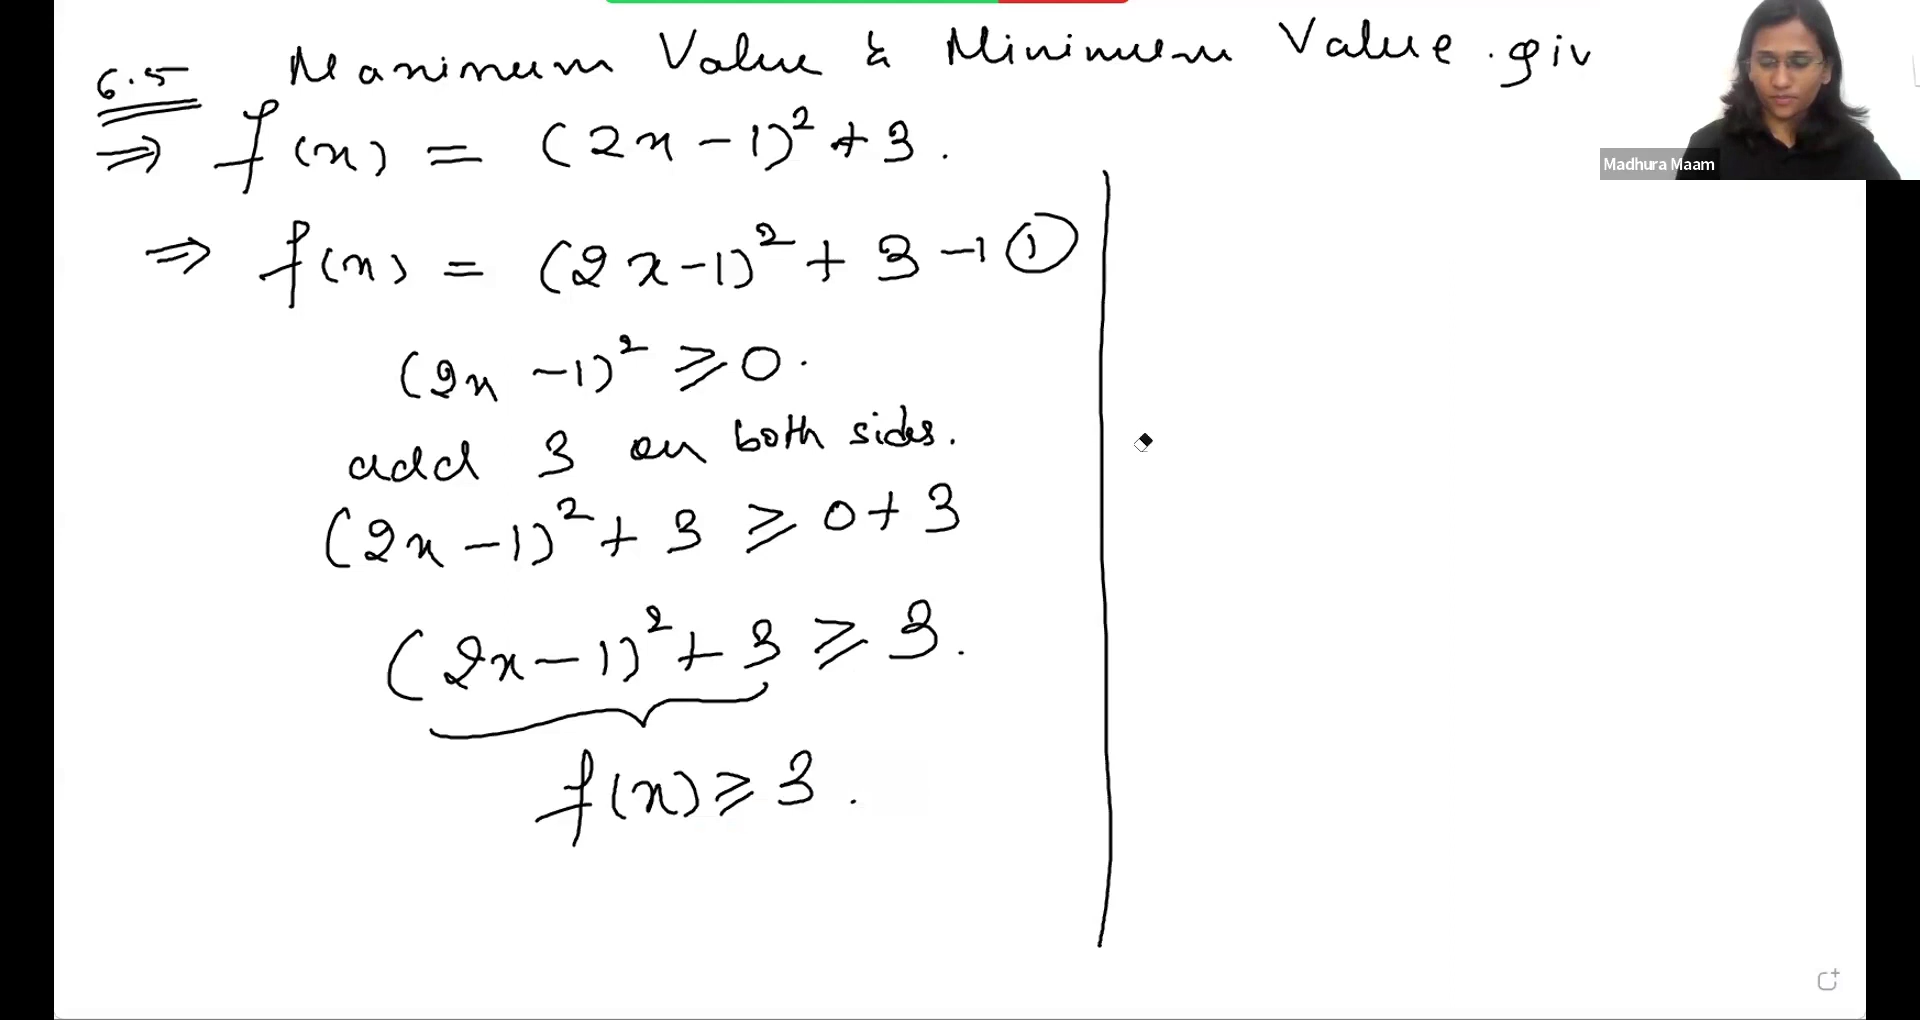 6.5 Maximum Value & Minimum Value. giv
⇒ f(x) = (2x-1)² + 3.
⇒ f(x) = (2x-1)² + 3 —①
(2x-1)² ≥ 0.
add 3 on both sides.
(2x-1)² + 3 ≥ 0+3
(2x-1)² + 3 ≥ 3.
f(x) ≥ 3.
Madhura Maam